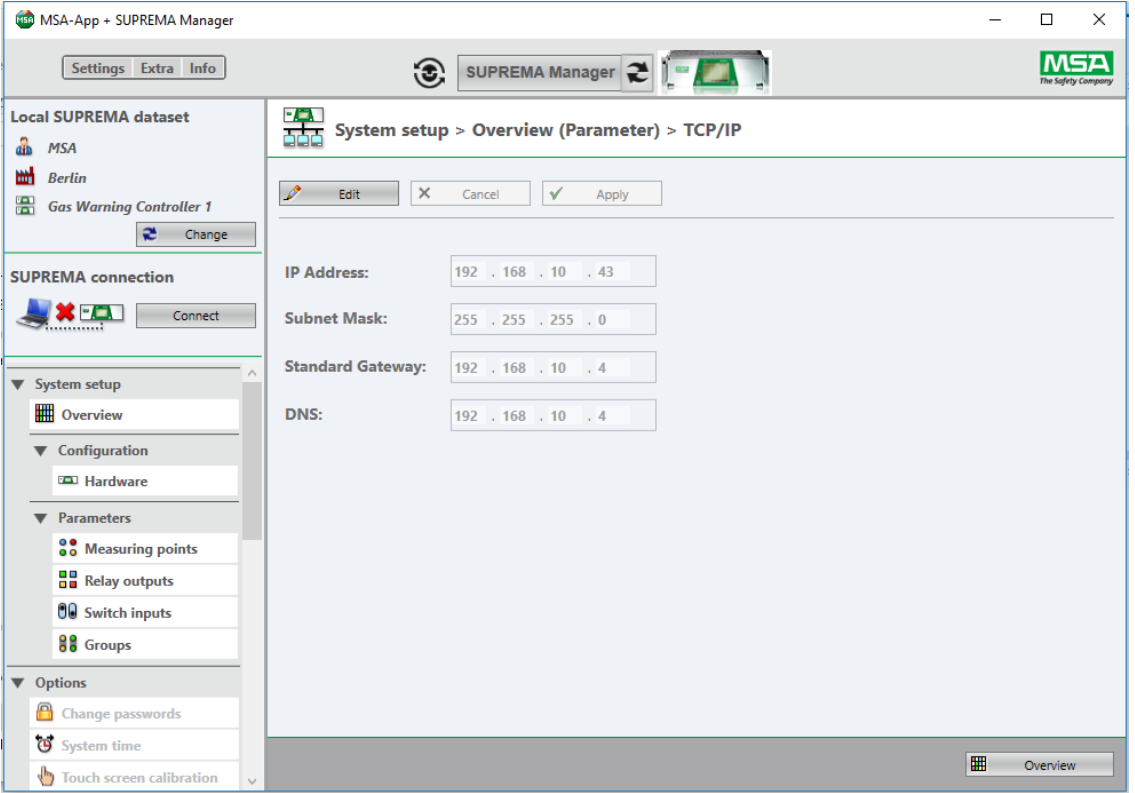 MSA-App + SUPREMA Manager
Settings Extra Info
SUPREMA Manager
MSA
The Safety Company
Local SUPREMA dataset
MSA
Berlin
Gas Warning Controller 1
Change
SUPREMA connection
Connect
System setup
Overview
Configuration
Hardware
Parameters
Measuring points
Relay outputs
Switch inputs
Groups
Options
Change passwords
System time
Touch screen calibration
System setup > Overview (Parameter) > TCP/IP
Edit Cancel Apply
IP Address: 192 . 168 . 10 . 43
Subnet Mask: 255 . 255 . 255 . 0
Standard Gateway: 192 . 168 . 10 . 4
DNS: 192 . 168 . 10 . 4
Overview